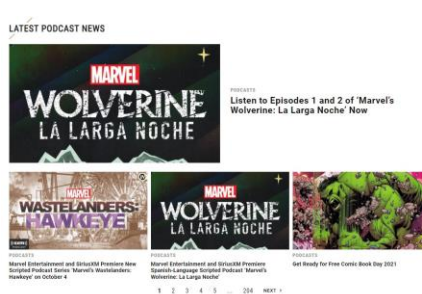 LATEST PODCAST NEWS
MARVEL
WOLVERINE
LA LARGA NOCHE
PODCASTS
Listen to Episodes 1 and 2 of 'Marvel's
Wolverine: La Larga Noche' Now
MARVEL
WASTELANDERS:
HAWKEYE
MARVEL
WOLVERINE
LA LARGA NOCHE
PODCASTS
Marvel Entertainment and SiriusXM Premiere New
Scripted Podcast Series 'Marvel's Wastelanders:
Hawkeye' on October 4
PODCASTS
Marvel Entertainment and SiriusXM Premiere
Spanish-Language Scripted Podcast 'Marvel's
Wolverine: La Larga Noche'
PODCASTS
Get Ready for Free Comic Book Day 2021
1 2 3 4 5 ... 204 NEXT ›